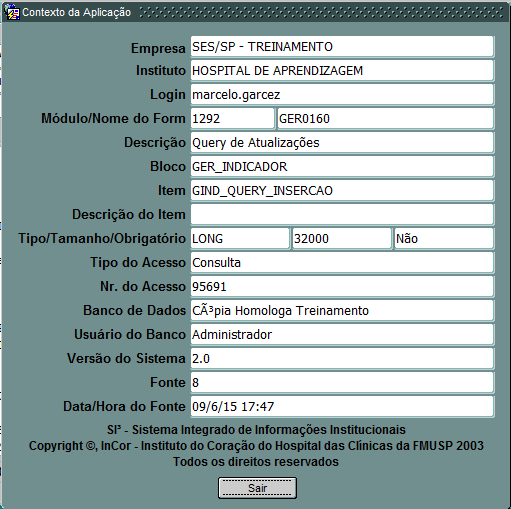 Contexto da Aplicação
Empresa SES/SP - TREINAMENTO
Instituto HOSPITAL DE APRENDIZAGEM
Login marcelo.garcez
Módulo/Nome do Form 1292 GER0160
Descrição Query de Atualizações
Bloco GER_INDICADOR
Item GIND_QUERY_INSERCAO
Descrição do Item
Tipo/Tamanho/Obrigatório LONG 32000 Não
Tipo do Acesso Consulta
Nr. do Acesso 95691
Banco de Dados CÃ³pia Homologa Treinamento
Usuário do Banco Administrador
Versão do Sistema 2.0
Fonte 8
Data/Hora do Fonte 09/6/15 17:47
SI³ - Sistema Integrado de Informações Institucionais
Copyright ©, InCor - Instituto do Coração do Hospital das Clínicas da FMUSP 2003
Todos os direitos reservados
Sair